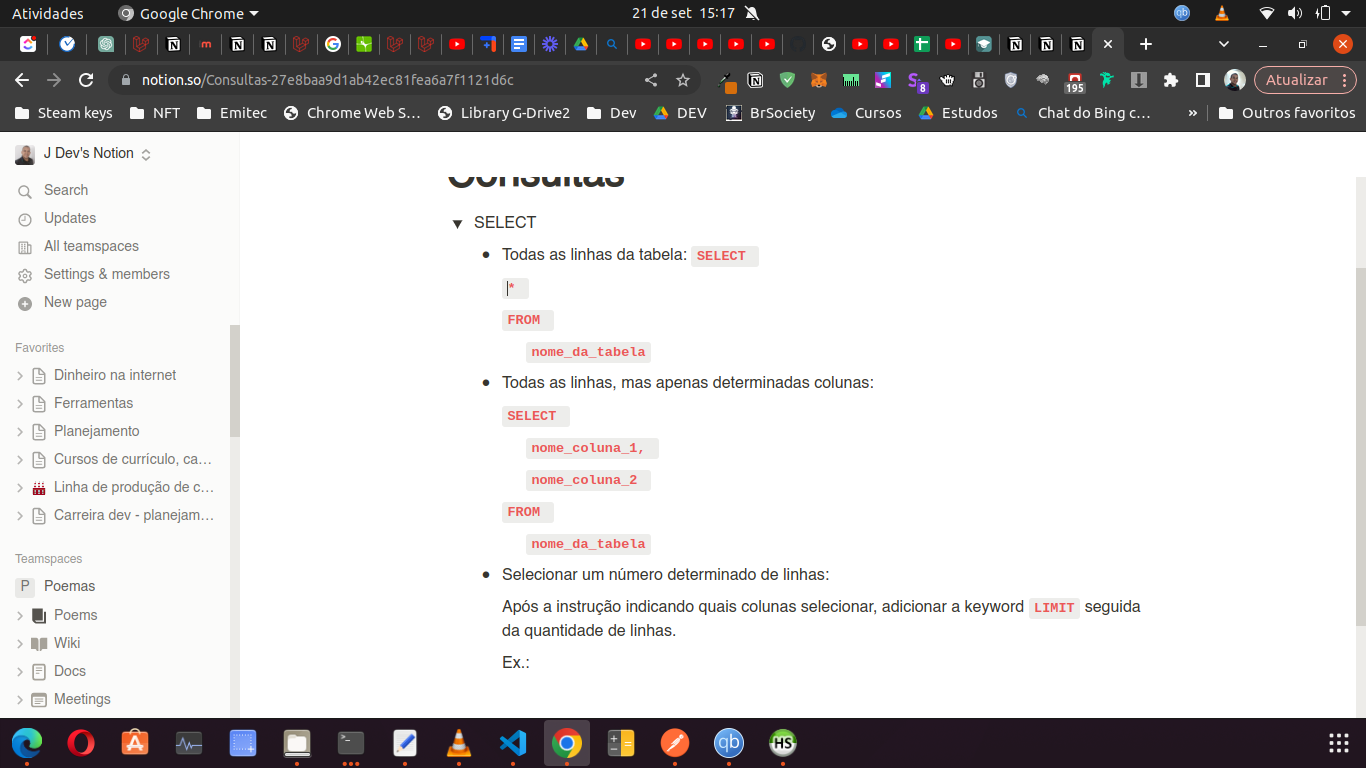 Atividades Google Chrome 21 de set 15:17
notion.so/Consultas-27e8baa9d1ab42ec81fea6a7f1121d6c 8 195 Atualizar
Steam keys NFT Emitec Chrome Web S... Library G-Drive2 Dev DEV BrSociety Cursos Estudos Chat do Bing c... » Outros favoritos
J Dev's Notion
Search
Updates
All teamspaces
Settings & members
New page
Favorites
Dinheiro na internet
Ferramentas
Planejamento
Cursos de currículo, ca...
Linha de produção de c...
Carreira dev - planejam...
Teamspaces
P Poemas
Poems
Wiki
Docs
Meetings
Consultas
SELECT
Todas as linhas da tabela: SELECT
*
FROM
nome_da_tabela
Todas as linhas, mas apenas determinadas colunas:
SELECT
nome_coluna_1,
nome_coluna_2
FROM
nome_da_tabela
Selecionar um número determinado de linhas:
Após a instrução indicando quais colunas selecionar, adicionar a keyword LIMIT seguida
da quantidade de linhas.
Ex.:
qb HS